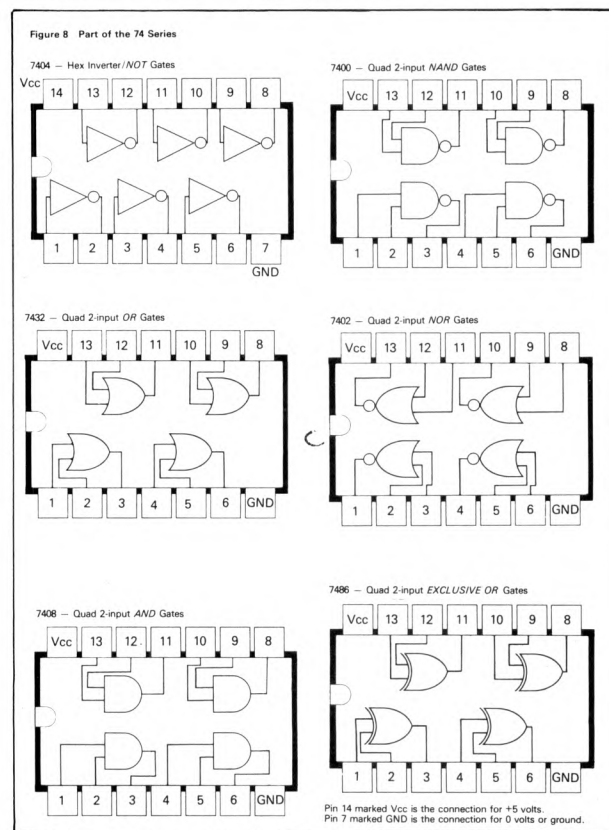 Figure 8 Part of the 74 Series
7404 – Hex Inverter/NOT Gates
Vcc 14 13 12 11 10 9 8
1 2 3 4 5 6 7
GND
7400 – Quad 2-input NAND Gates
Vcc 13 12 11 10 9 8
1 2 3 4 5 6 GND
7432 – Quad 2-input OR Gates
Vcc 13 12 11 10 9 8
1 2 3 4 5 6 GND
7402 – Quad 2-input NOR Gates
Vcc 13 12 11 10 9 8
1 2 3 4 5 6 GND
7408 – Quad 2-input AND Gates
Vcc 13 12 11 10 9 8
1 2 3 4 5 6 GND
7486 – Quad 2-input EXCLUSIVE OR Gates
Vcc 13 12 11 10 9 8
1 2 3 4 5 6 GND
Pin 14 marked Vcc is the connection for +5 volts.
Pin 7 marked GND is the connection for 0 volts or ground.